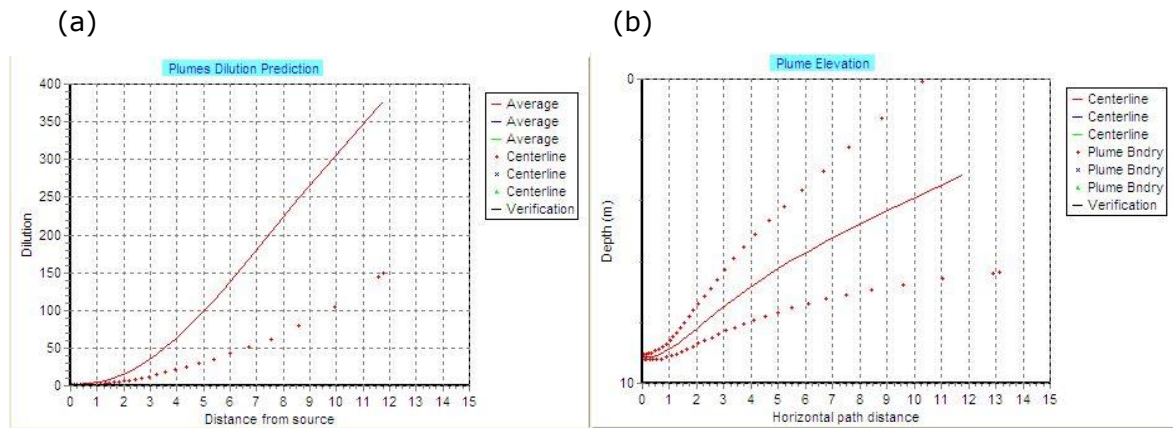 (a)
Plumes Dilution Prediction
400
350
300
250
200
150
100
50
0
Dilution
0 1 2 3 4 5 6 7 8 9 10 11 12 13 14 15
Distance from source
Average
Average
Average
Centerline
Centerline
Centerline
Verification
(b)
Plume Elevation
0
10
Depth (m)
0 1 2 3 4 5 6 7 8 9 10 11 12 13 14 15
Horizontal path distance
Centerline
Centerline
Centerline
Plume Bndry
Plume Bndry
Plume Bndry
Verification